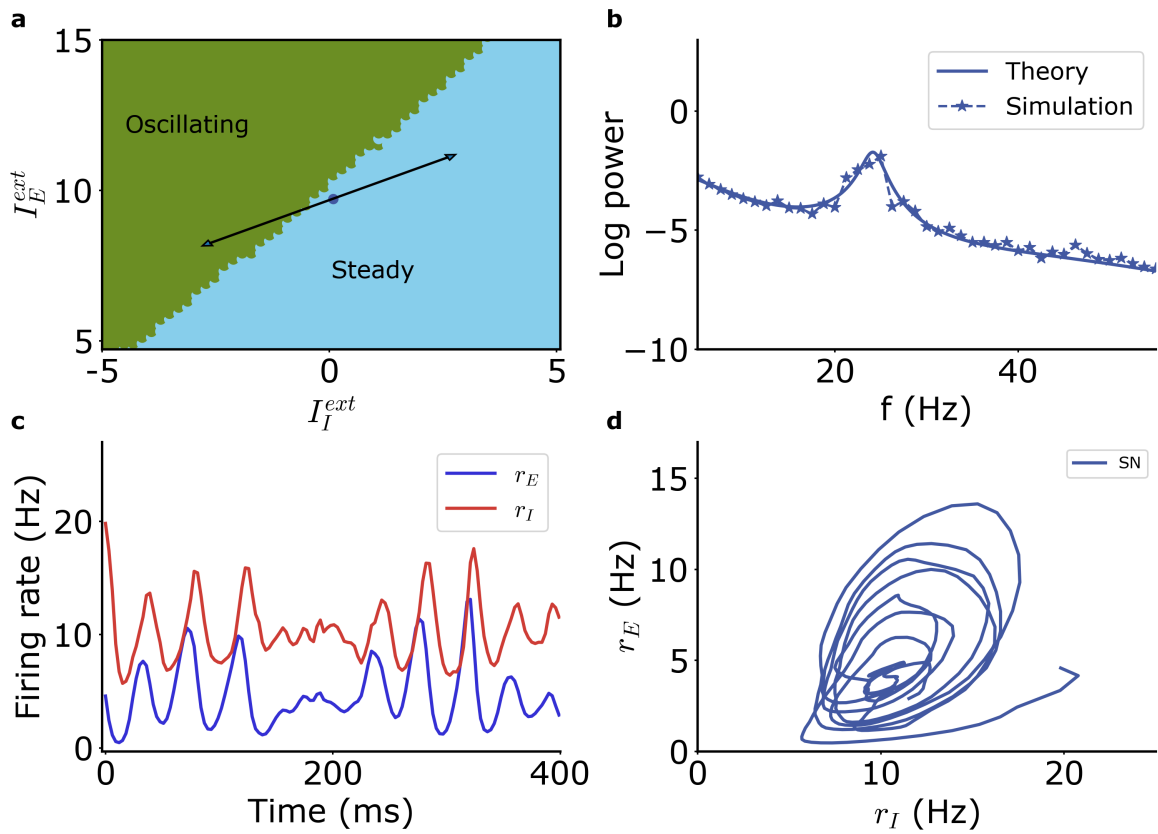 a
15
10
5
-5
0
5
I_E^{ext}
I_I^{ext}
Oscillating
Steady
b
0
−5
−10
20
40
Log power
f (Hz)
Theory
Simulation
c
20
10
0
0
200
400
Firing rate (Hz)
Time (ms)
r_E
r_I
d
15
10
5
0
0
10
20
r_E (Hz)
r_I (Hz)
SN